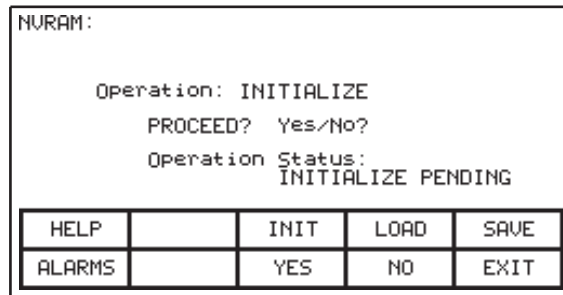 NVRAM:
Operation: INITIALIZE
PROCEED? Yes/No?
Operation Status:
INITIALIZE PENDING
HELP INIT LOAD SAVE
ALARMS YES NO EXIT